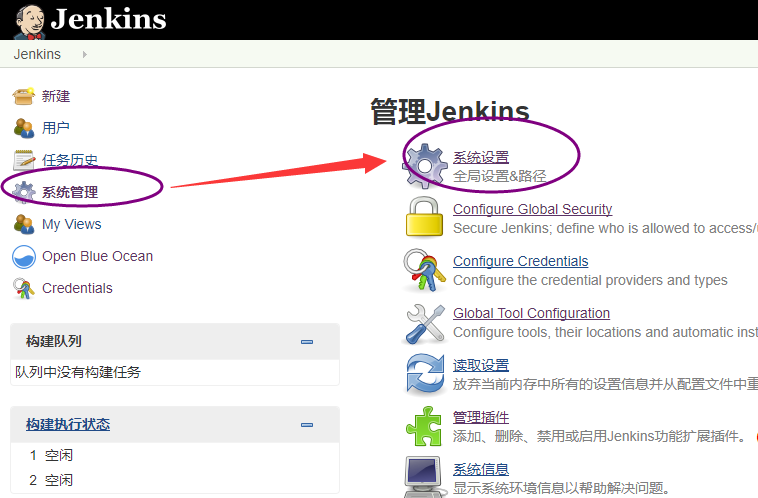 Jenkins
Jenkins
新建
用户
任务历史
系统管理
My Views
Open Blue Ocean
Credentials
构建队列
队列中没有构建任务
构建执行状态
1 空闲
2 空闲
管理Jenkins
系统设置
全局设置&路径
Configure Global Security
Secure Jenkins; define who is allowed to access/
Configure Credentials
Configure the credential providers and types
Global Tool Configuration
Configure tools, their locations and automatic inst
读取设置
放弃当前内存中所有的设置信息并从配置文件中重
管理插件
添加、删除、禁用或启用Jenkins功能扩展插件。 (
系统信息
显示系统环境信息以帮助解决问题。